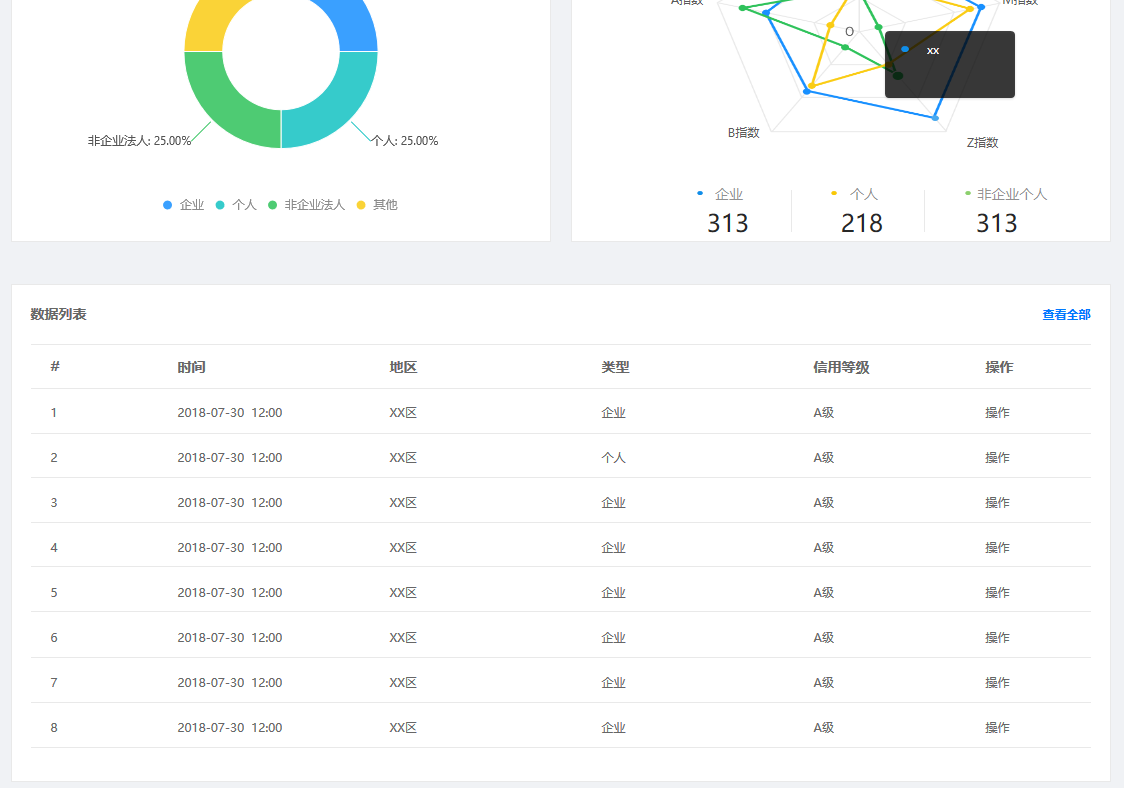 A指数
M指数
O
xx
B指数
Z指数
非企业法人: 25.00%
个人: 25.00%
企业 个人 非企业法人 其他
企业 个人 非企业个人
313 218 313
数据列表 查看全部
# 时间 地区 类型 信用等级 操作
1 2018-07-30 12:00 XX区 企业 A级 操作
2 2018-07-30 12:00 XX区 个人 A级 操作
3 2018-07-30 12:00 XX区 企业 A级 操作
4 2018-07-30 12:00 XX区 企业 A级 操作
5 2018-07-30 12:00 XX区 企业 A级 操作
6 2018-07-30 12:00 XX区 企业 A级 操作
7 2018-07-30 12:00 XX区 企业 A级 操作
8 2018-07-30 12:00 XX区 企业 A级 操作